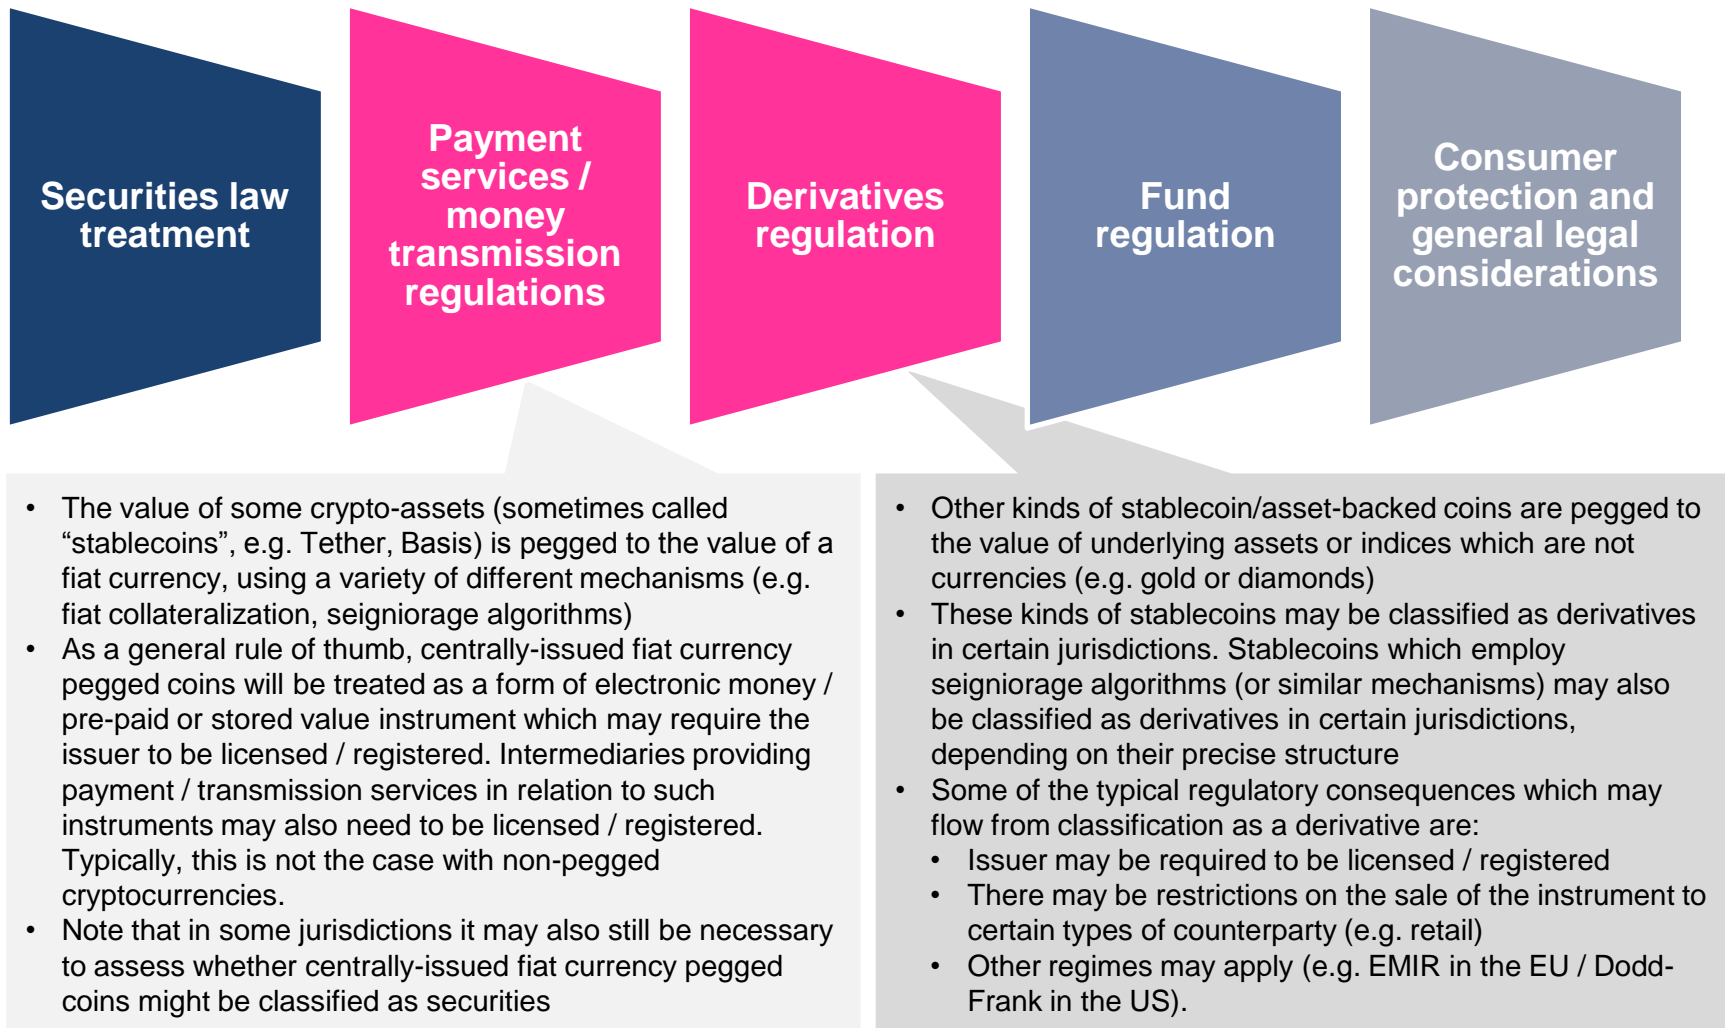 Securities law
treatment
Payment
services /
money
transmission
regulations
Derivatives
regulation
Fund
regulation
Consumer
protection and
general legal
considerations
• The value of some crypto-assets (sometimes called
“stablecoins”, e.g. Tether, Basis) is pegged to the value of a
fiat currency, using a variety of different mechanisms (e.g.
fiat collateralization, seigniorage algorithms)
• As a general rule of thumb, centrally-issued fiat currency
pegged coins will be treated as a form of electronic money /
pre-paid or stored value instrument which may require the
issuer to be licensed / registered. Intermediaries providing
payment / transmission services in relation to such
instruments may also need to be licensed / registered.
Typically, this is not the case with non-pegged
cryptocurrencies.
• Note that in some jurisdictions it may also still be necessary
to assess whether centrally-issued fiat currency pegged
coins might be classified as securities
• Other kinds of stablecoin/asset-backed coins are pegged to
the value of underlying assets or indices which are not
currencies (e.g. gold or diamonds)
• These kinds of stablecoins may be classified as derivatives
in certain jurisdictions. Stablecoins which employ
seigniorage algorithms (or similar mechanisms) may also
be classified as derivatives in certain jurisdictions,
depending on their precise structure
• Some of the typical regulatory consequences which may
flow from classification as a derivative are:
• Issuer may be required to be licensed / registered
• There may be restrictions on the sale of the instrument to
certain types of counterparty (e.g. retail)
• Other regimes may apply (e.g. EMIR in the EU / Dodd-
Frank in the US).